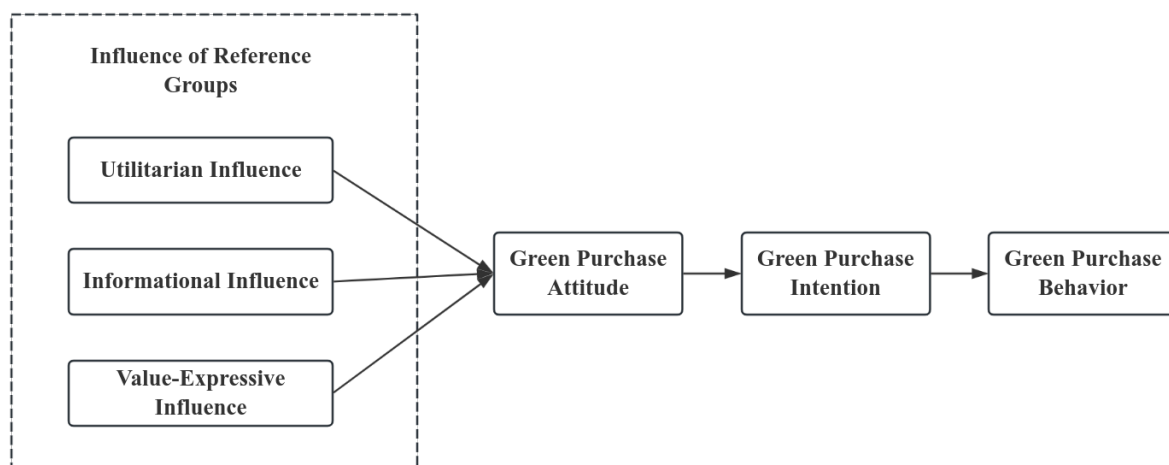 Influence of Reference
Groups
Utilitarian Influence
Informational Influence
Value-Expressive
Influence
Green Purchase
Attitude
Green Purchase
Intention
Green Purchase
Behavior